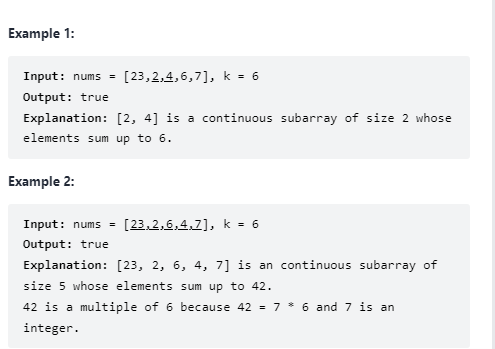 Example 1:
Input: nums = [23,2,4,6,7], k = 6
Output: true
Explanation: [2, 4] is a continuous subarray of size 2 whose
elements sum up to 6.
Example 2:
Input: nums = [23,2,6,4,7], k = 6
Output: true
Explanation: [23, 2, 6, 4, 7] is an continuous subarray of
size 5 whose elements sum up to 42.
42 is a multiple of 6 because 42 = 7 * 6 and 7 is an
integer.